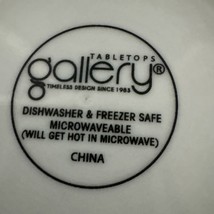 TABLETOPS
gallery®
TIMELESS DESIGN SINCE 1983
DISHWASHER & FREEZER SAFE
MICROWAVEABLE
(WILL GET HOT IN MICROWAVE)
CHINA